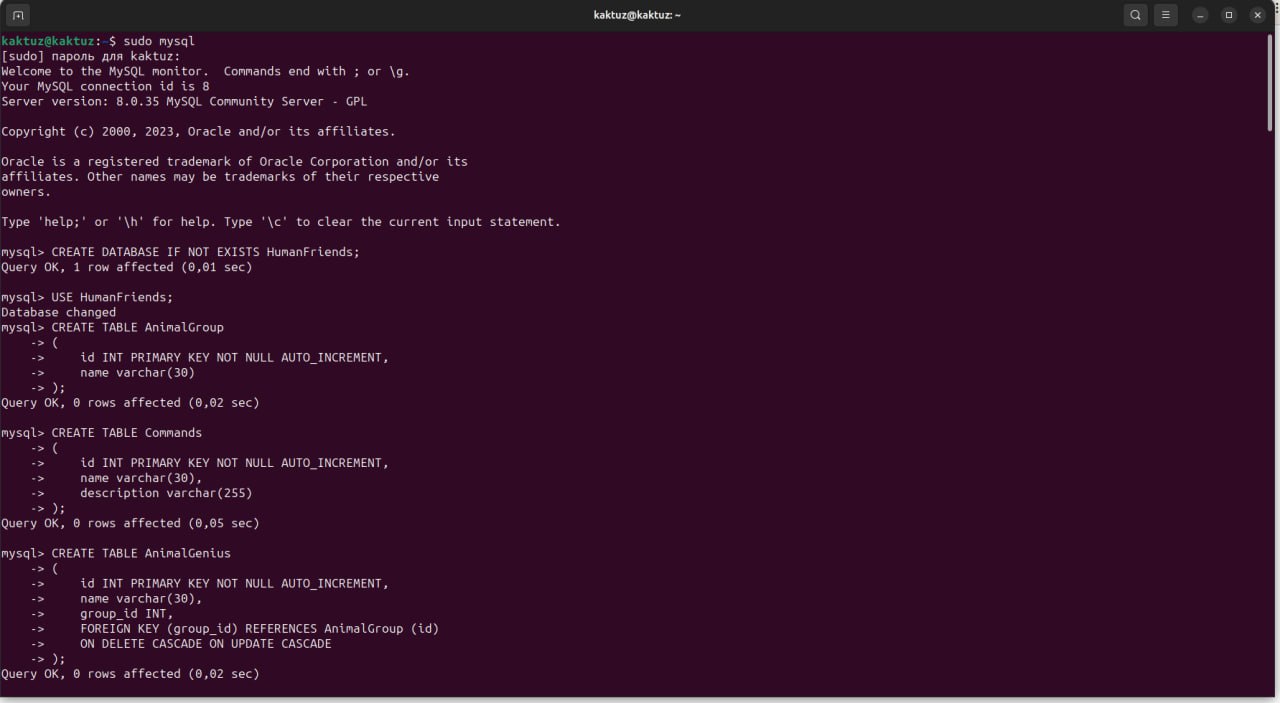 kaktuz@kaktuz: ~
kaktuz@kaktuz:~$ sudo mysql
[sudo] пароль для kaktuz:
Welcome to the MySQL monitor.  Commands end with ; or \g.
Your MySQL connection id is 8
Server version: 8.0.35 MySQL Community Server - GPL
Copyright (c) 2000, 2023, Oracle and/or its affiliates.
Oracle is a registered trademark of Oracle Corporation and/or its
affiliates. Other names may be trademarks of their respective
owners.
Type 'help;' or '\h' for help. Type '\c' to clear the current input statement.
mysql> CREATE DATABASE IF NOT EXISTS HumanFriends;
Query OK, 1 row affected (0,01 sec)
mysql> USE HumanFriends;
Database changed
mysql> CREATE TABLE AnimalGroup
    -> (
    ->     id INT PRIMARY KEY NOT NULL AUTO_INCREMENT,
    ->     name varchar(30)
    -> );
Query OK, 0 rows affected (0,02 sec)
mysql> CREATE TABLE Commands
    -> (
    ->     id INT PRIMARY KEY NOT NULL AUTO_INCREMENT,
    ->     name varchar(30),
    ->     description varchar(255)
    -> );
Query OK, 0 rows affected (0,05 sec)
mysql> CREATE TABLE AnimalGenius
    -> (
    ->     id INT PRIMARY KEY NOT NULL AUTO_INCREMENT,
    ->     name varchar(30),
    ->     group_id INT,
    ->     FOREIGN KEY (group_id) REFERENCES AnimalGroup (id)
    ->     ON DELETE CASCADE ON UPDATE CASCADE
    -> );
Query OK, 0 rows affected (0,02 sec)